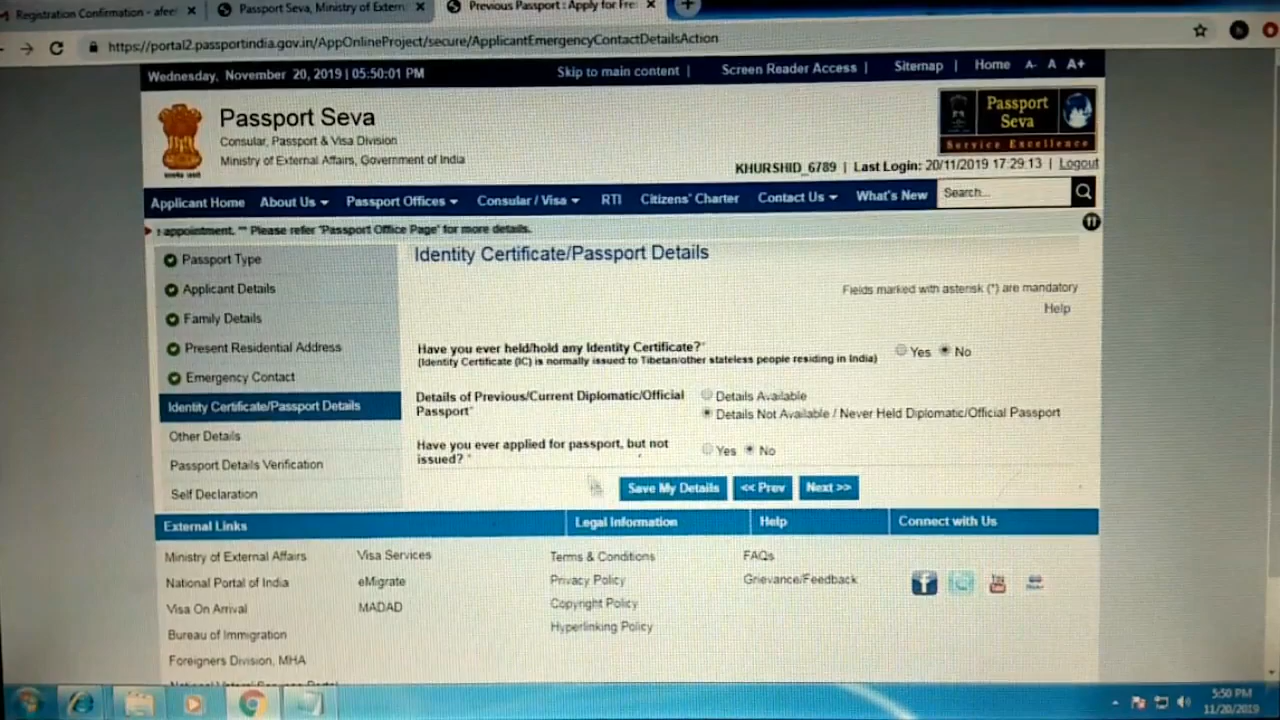 Registration Confirmation - afee
Passport Seva, Ministry of Extern
Previous Passport : Apply for Fre
https://portal2.passportindia.gov.in/AppOnlineProject/secure/ApplicantEmergencyContactDetailsAction
Wednesday, November 20, 2019 | 05:50:01 PM
Skip to main content | Screen Reader Access | Sitemap | Home A- A A+
Passport Seva
Consular, Passport & Visa Division
Ministry of External Affairs, Government of India
Passport
Seva
Service Excellence
KHURSHID_6789 | Last Login: 20/11/2019 17:29:13 | Logout
Applicant Home About Us Passport Offices Consular / Visa RTI Citizens' Charter Contact Us What's New Search...
appointment. ** Please refer 'Passport Office Page' for more details.
Passport Type
Applicant Details
Family Details
Present Residential Address
Emergency Contact
Identity Certificate/Passport Details
Other Details
Passport Details Verification
Self Declaration
Identity Certificate/Passport Details
Fields marked with asterisk (*) are mandatory
Help
Have you ever held/hold any Identity Certificate?*
(Identity Certificate (IC) is normally issued to Tibetan/other stateless people residing in India)
Yes No
Details of Previous/Current Diplomatic/Official
Passport*
Details Available
Details Not Available / Never Held Diplomatic/Official Passport
Have you ever applied for passport, but not
issued? *
Yes No
Save My Details << Prev Next >>
External Links
Ministry of External Affairs
National Portal of India
Visa On Arrival
Bureau of Immigration
Foreigners Division, MHA
Visa Services
eMigrate
MADAD
Legal Information
Terms & Conditions
Privacy Policy
Copyright Policy
Hyperlinking Policy
Help
FAQs
Grievance/Feedback
Connect with Us
5:50 PM
11/20/2019